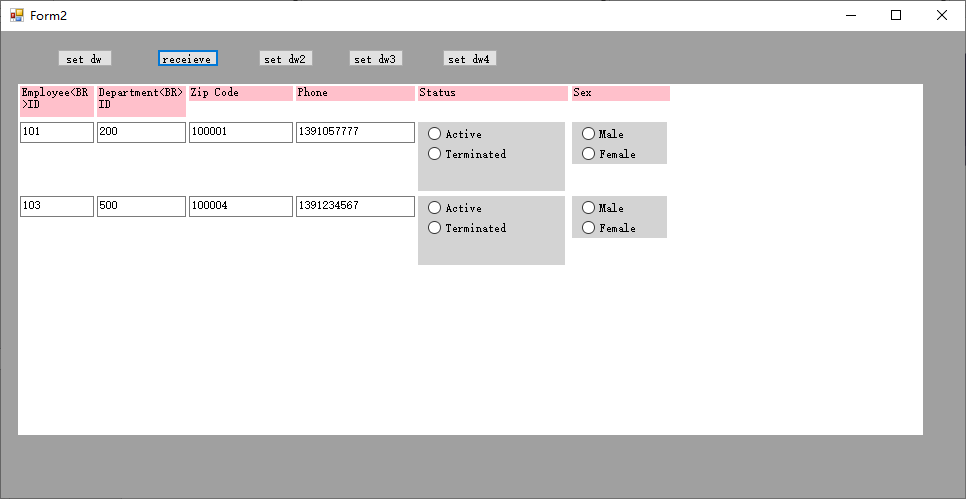 Form2
set dw receieve set dw2 set dw3 set dw4
Employee<BR Department<BR> Zip Code Phone Status Sex
>ID ID
101 200 100001 1391057777 Active Male
Terminated Female
103 500 100004 1391234567 Active Male
Terminated Female